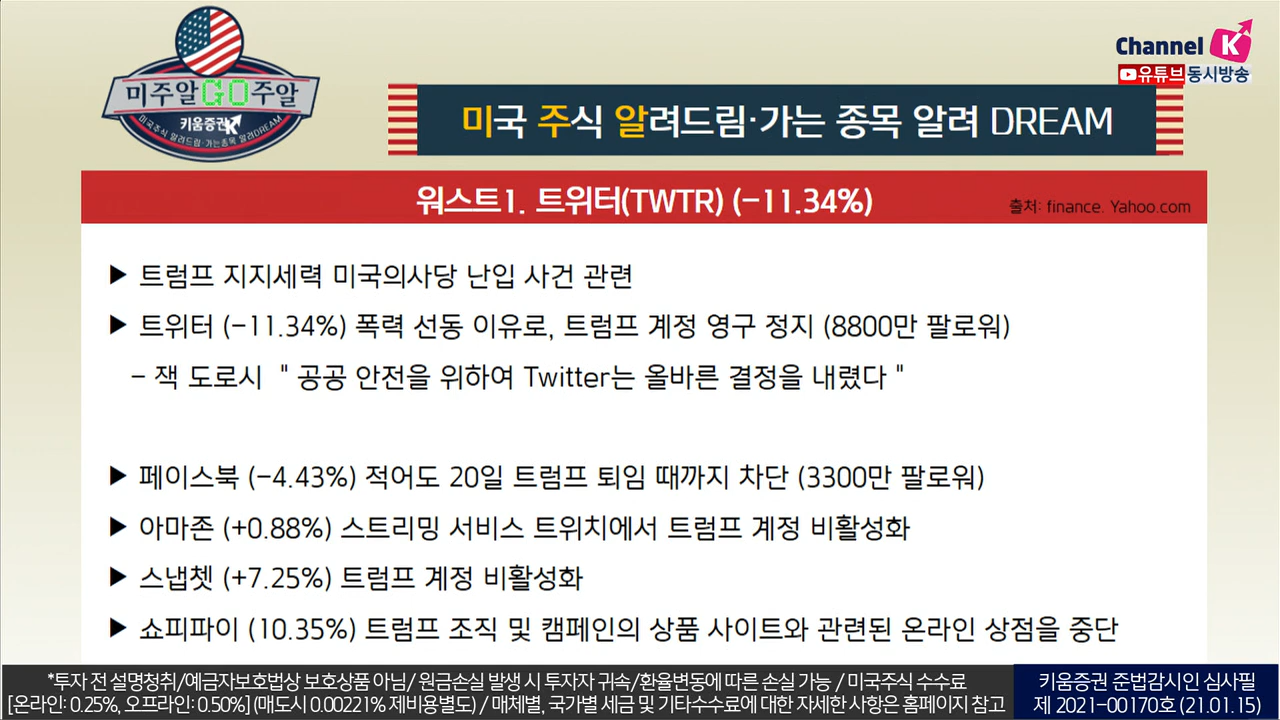 미주알GO주알
키움증권
미국주식 알려드림·가는종목 알려DREAM
Channel K
유튜브동시방송
미국 주식 알려드림·가는 종목 알려 DREAM
워스트1. 트위터(TWTR) (-11.34%)
출처: finance. Yahoo.com
▶ 트럼프 지지세력 미국의사당 난입 사건 관련
▶ 트위터 (-11.34%) 폭력 선동 이유로, 트럼프 계정 영구 정지 (8800만 팔로워)
- 잭 도로시 " 공공 안전을 위하여 Twitter는 올바른 결정을 내렸다 "
▶ 페이스북 (-4.43%) 적어도 20일 트럼프 퇴임 때까지 차단 (3300만 팔로워)
▶ 아마존 (+0.88%) 스트리밍 서비스 트위치에서 트럼프 계정 비활성화
▶ 스냅쳇 (+7.25%) 트럼프 계정 비활성화
▶ 쇼피파이 (10.35%) 트럼프 조직 및 캠페인의 상품 사이트와 관련된 온라인 상점을 중단
*투자 전 설명청취/예금자보호법상 보호상품 아님/ 원금손실 발생 시 투자자 귀속/환율변동에 따른 손실 가능 / 미국주식 수수료
[온라인: 0.25%, 오프라인: 0.50%] (매도시 0.00221% 제비용별도) / 매체별, 국가별 세금 및 기타수수료에 대한 자세한 사항은 홈페이지 참고
키움증권 준법감시인 심사필
제 2021-00170호 (21.01.15)